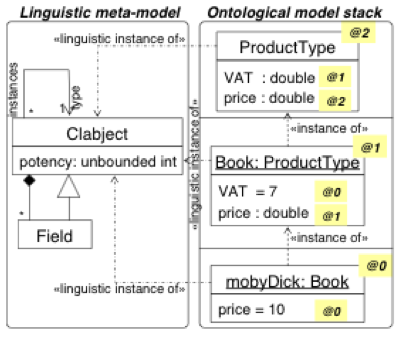 Linguistic meta-model
Ontological model stack
«linguistic instance of»
instances
*
1
type
Clabject
potency: unbounded int
*
Field
«linguistic instance of»
«linguistic instance of»
ProductType
@2
VAT : double @1
price : double @2
«instance of»
Book: ProductType
@1
VAT = 7 @0
price : double @1
«instance of»
mobyDick: Book
@0
price = 10 @0